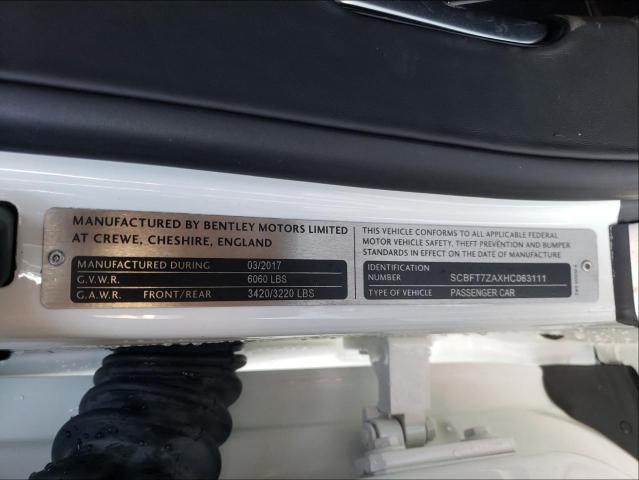 MANUFACTURED BY BENTLEY MOTORS LIMITED
AT CREWE, CHESHIRE, ENGLAND
MANUFACTURED DURING 03/2017
G.V.W.R. 6060 LBS
G.A.W.R. FRONT/REAR 3420/3220 LBS
THIS VEHICLE CONFORMS TO ALL APPLICABLE FEDERAL
MOTOR VEHICLE SAFETY, THEFT PREVENTION AND BUMPER
STANDARDS IN EFFECT ON THE DATE OF MANUFACTURE
IDENTIFICATION
NUMBER SCBFT7ZAXHC063111
TYPE OF VEHICLE PASSENGER CAR